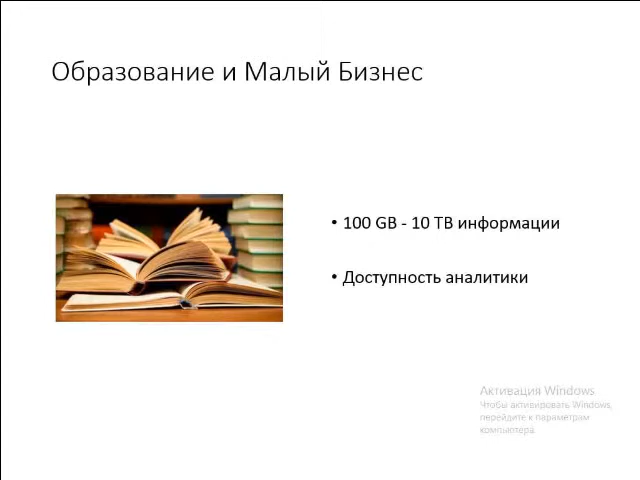 Образование и Малый Бизнес
• 100 GB - 10 TB информации
• Доступность аналитики
Активация Windows
Чтобы активировать Windows,
перейдите к параметрам
компьютера.